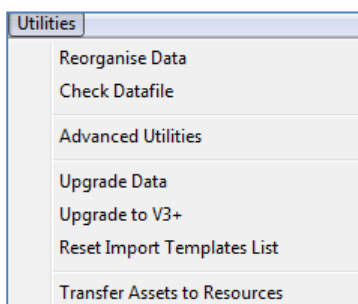 Utilities
Reorganise Data
Check Datafile
Advanced Utilities
Upgrade Data
Upgrade to V3+
Reset Import Templates List
Transfer Assets to Resources